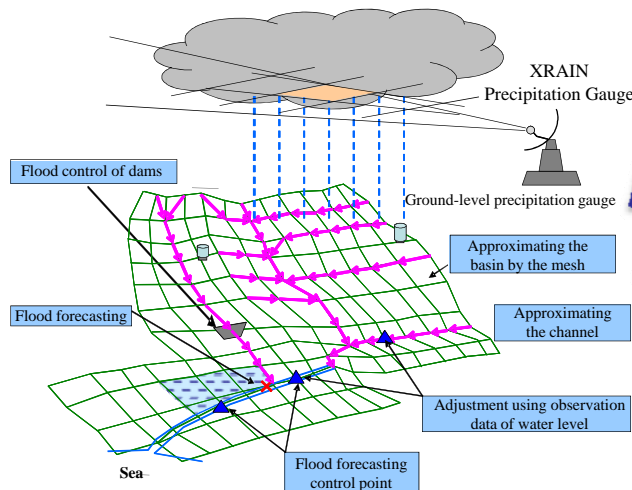 XRAIN
Precipitation Gauge
Flood control of dams
Ground-level precipitation gauge
Approximating the
basin by the mesh
Flood forecasting
Approximating
the channel
Adjustment using observation
data of water level
Sea
Flood forecasting
control point